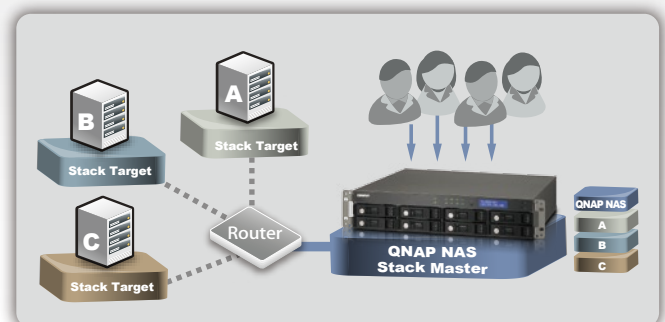 A
Stack Target
B
Stack Target
C
Stack Target
Router
QNAP NAS
Stack Master
QNAP NAS
A
B
C